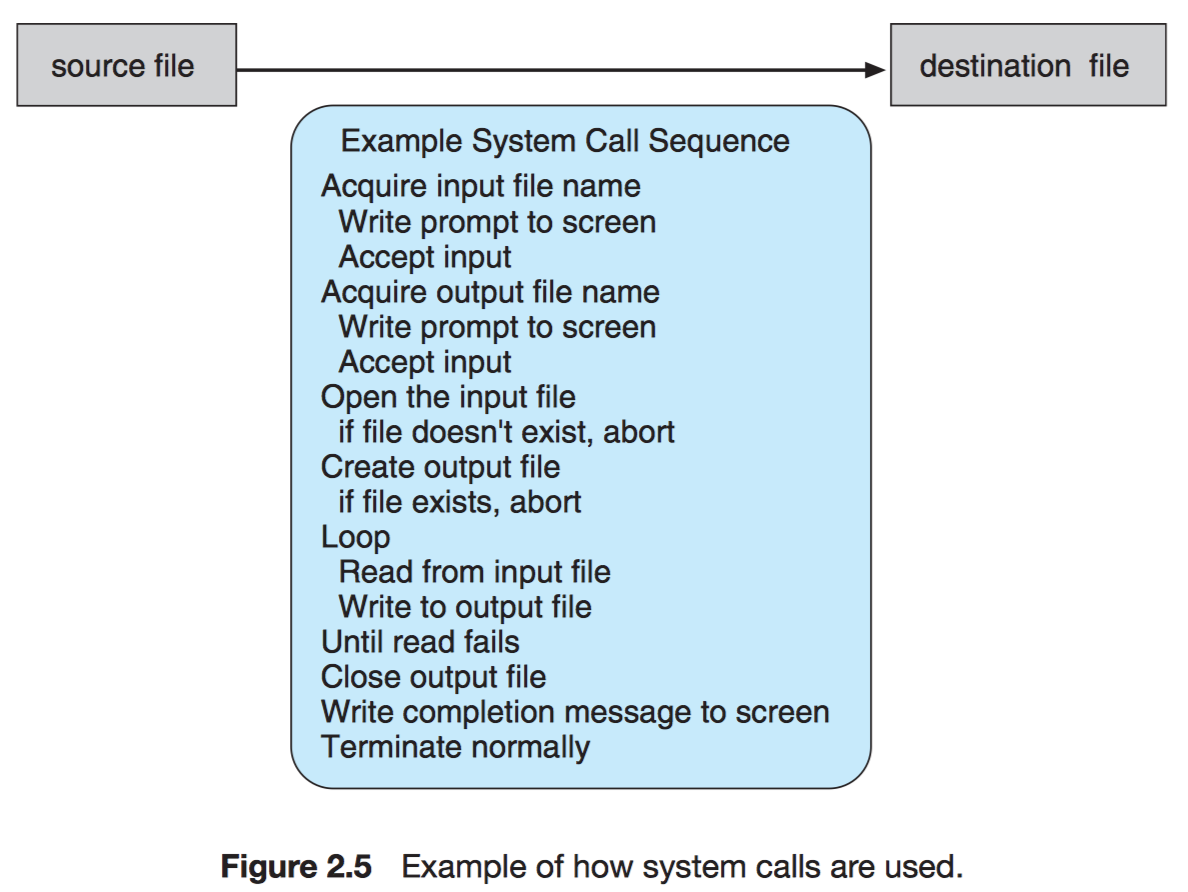 source file
destination file
Example System Call Sequence
Acquire input file name
Write prompt to screen
Accept input
Acquire output file name
Write prompt to screen
Accept input
Open the input file
if file doesn't exist, abort
Create output file
if file exists, abort
Loop
Read from input file
Write to output file
Until read fails
Close output file
Write completion message to screen
Terminate normally
Figure 2.5 Example of how system calls are used.